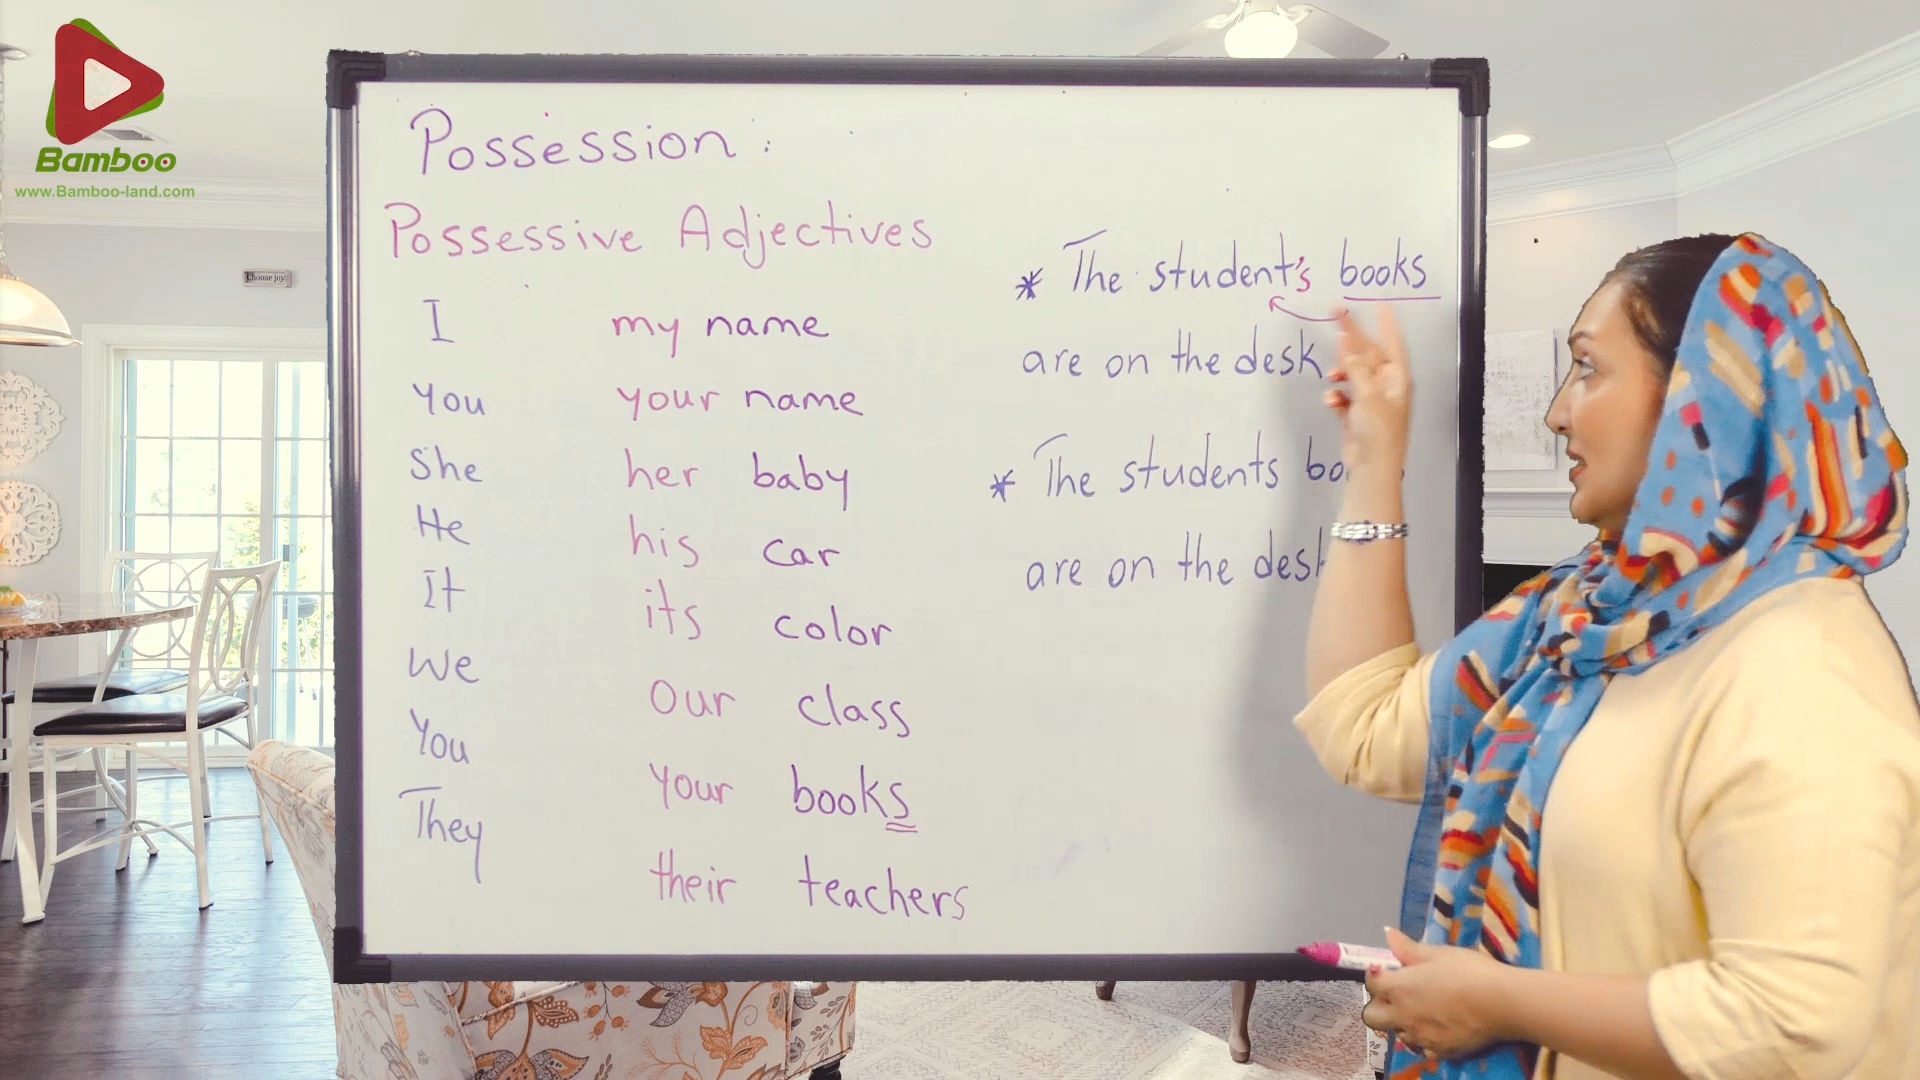 Bamboo
www.Bamboo-land.com
Choose joy
Possession:
Possessive Adjectives
I my name
you your name
She her baby
He his car
It its color
We our class
You your books
They their teachers
* The student's books
are on the desk
* The students
are on the